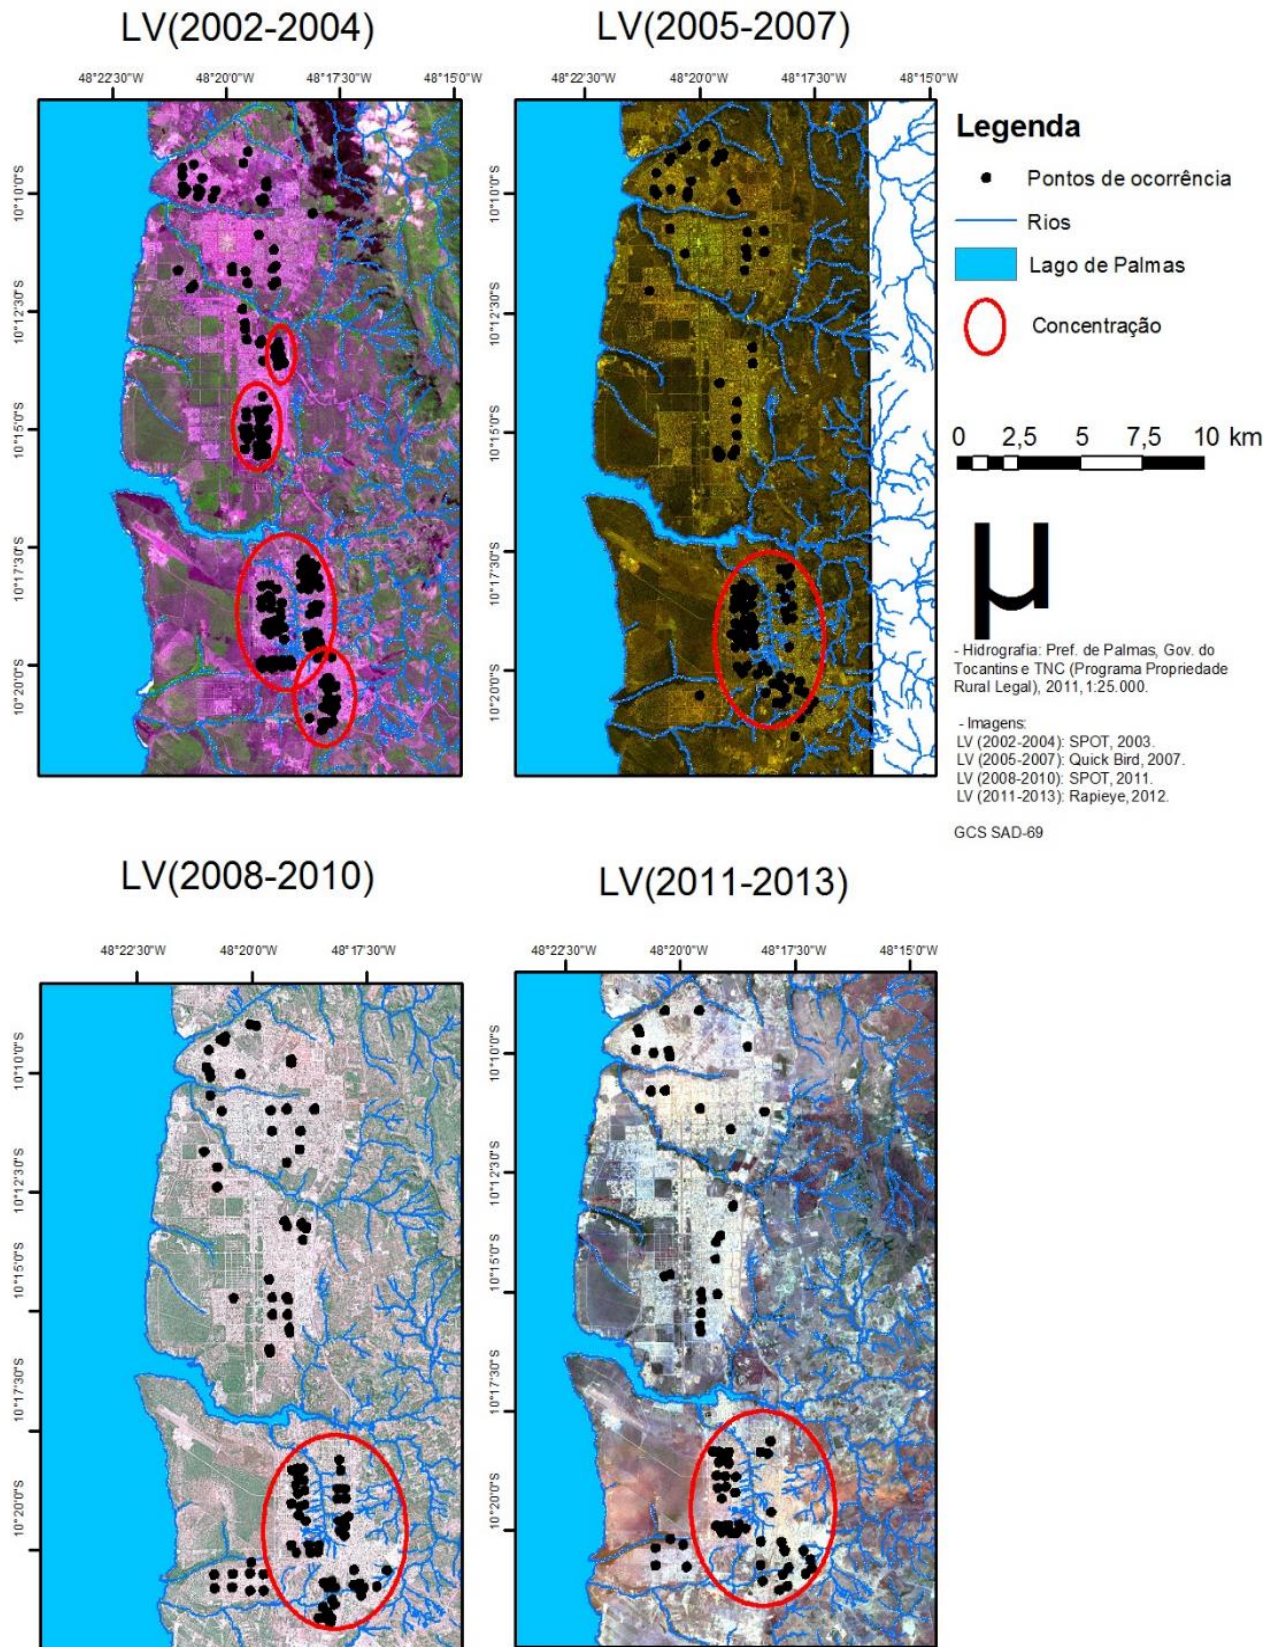 LV(2002-2004)
48°22'30"W 48°20'0"W 48°17'30"W 48°15'0"W
10°10'0"S
10°12'30"S
10°15'0"S
10°17'30"S
10°20'0"S
LV(2005-2007)
48°22'30"W 48°20'0"W 48°17'30"W 48°15'0"W
10°10'0"S
10°12'30"S
10°15'0"S
10°17'30"S
10°20'0"S
Legenda
Pontos de ocorrência
Rios
Lago de Palmas
Concentração
0 2,5 5 7,5 10 km
µ
- Hidrografia: Pref. de Palmas, Gov. do
Tocantins e TNC (Programa Propriedade
Rural Legal), 2011, 1:25.000.
- Imagens:
LV (2002-2004): SPOT, 2003.
LV (2005-2007): Quick Bird, 2007.
LV (2008-2010): SPOT, 2011.
LV (2011-2013): Rapieye, 2012.
GCS SAD-69
LV(2008-2010)
48°22'30"W 48°20'0"W 48°17'30"W
10°10'0"S
10°12'30"S
10°15'0"S
10°17'30"S
10°20'0"S
LV(2011-2013)
48°22'30"W 48°20'0"W 48°17'30"W 48°15'0"W
10°10'0"S
10°12'30"S
10°15'0"S
10°17'30"S
10°20'0"S